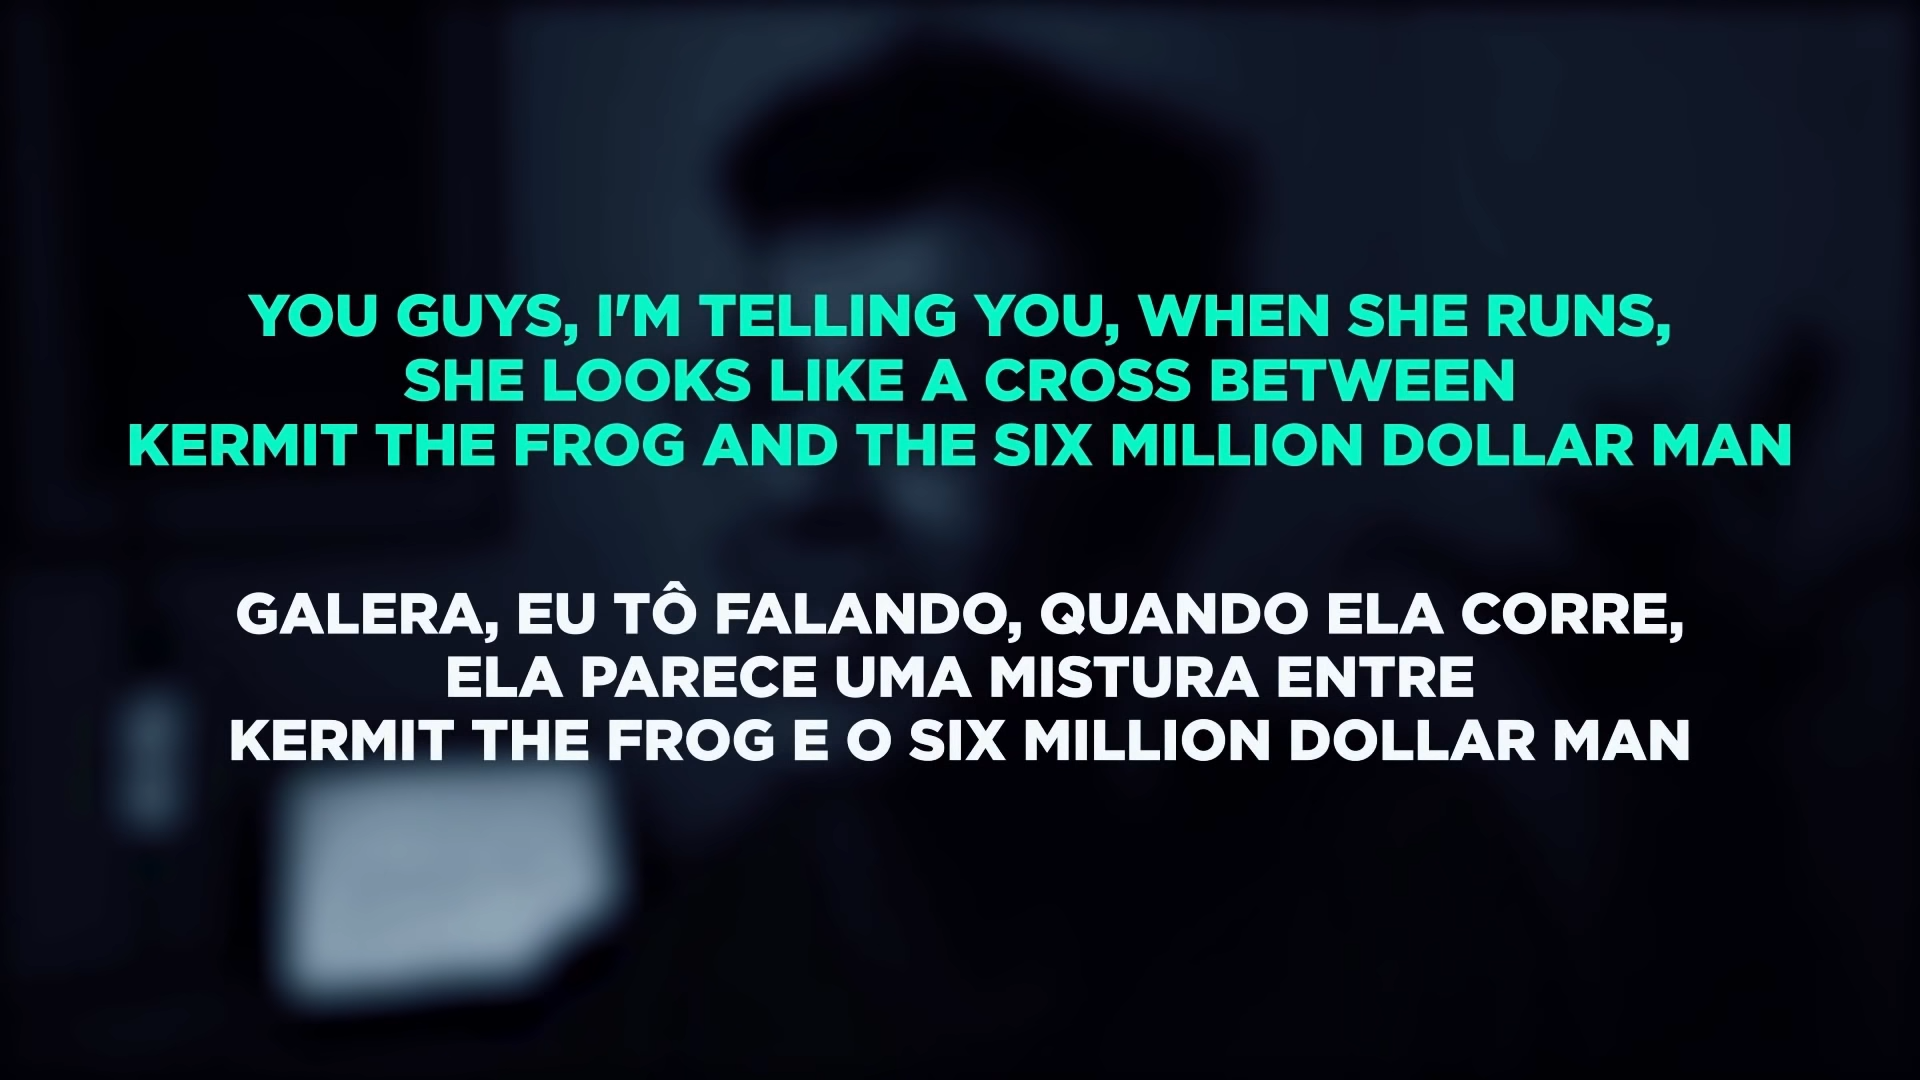 YOU GUYS, I'M TELLING YOU, WHEN SHE RUNS,
SHE LOOKS LIKE A CROSS BETWEEN
KERMIT THE FROG AND THE SIX MILLION DOLLAR MAN
GALERA, EU TÔ FALANDO, QUANDO ELA CORRE,
ELA PARECE UMA MISTURA ENTRE
KERMIT THE FROG E O SIX MILLION DOLLAR MAN